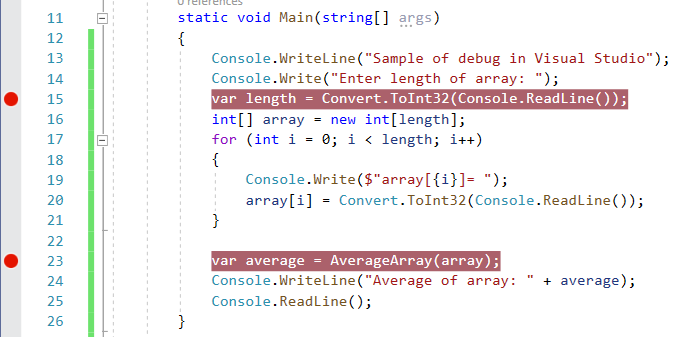 0 references
11 static void Main(string[] args)
12 {
13 Console.WriteLine("Sample of debug in Visual Studio");
14 Console.Write("Enter length of array: ");
15 var length = Convert.ToInt32(Console.ReadLine());
16 int[] array = new int[length];
17 for (int i = 0; i < length; i++)
18 {
19 Console.Write($"array[{i}]= ");
20 array[i] = Convert.ToInt32(Console.ReadLine());
21 }
22
23 var average = AverageArray(array);
24 Console.WriteLine("Average of array: " + average);
25 Console.ReadLine();
26 }